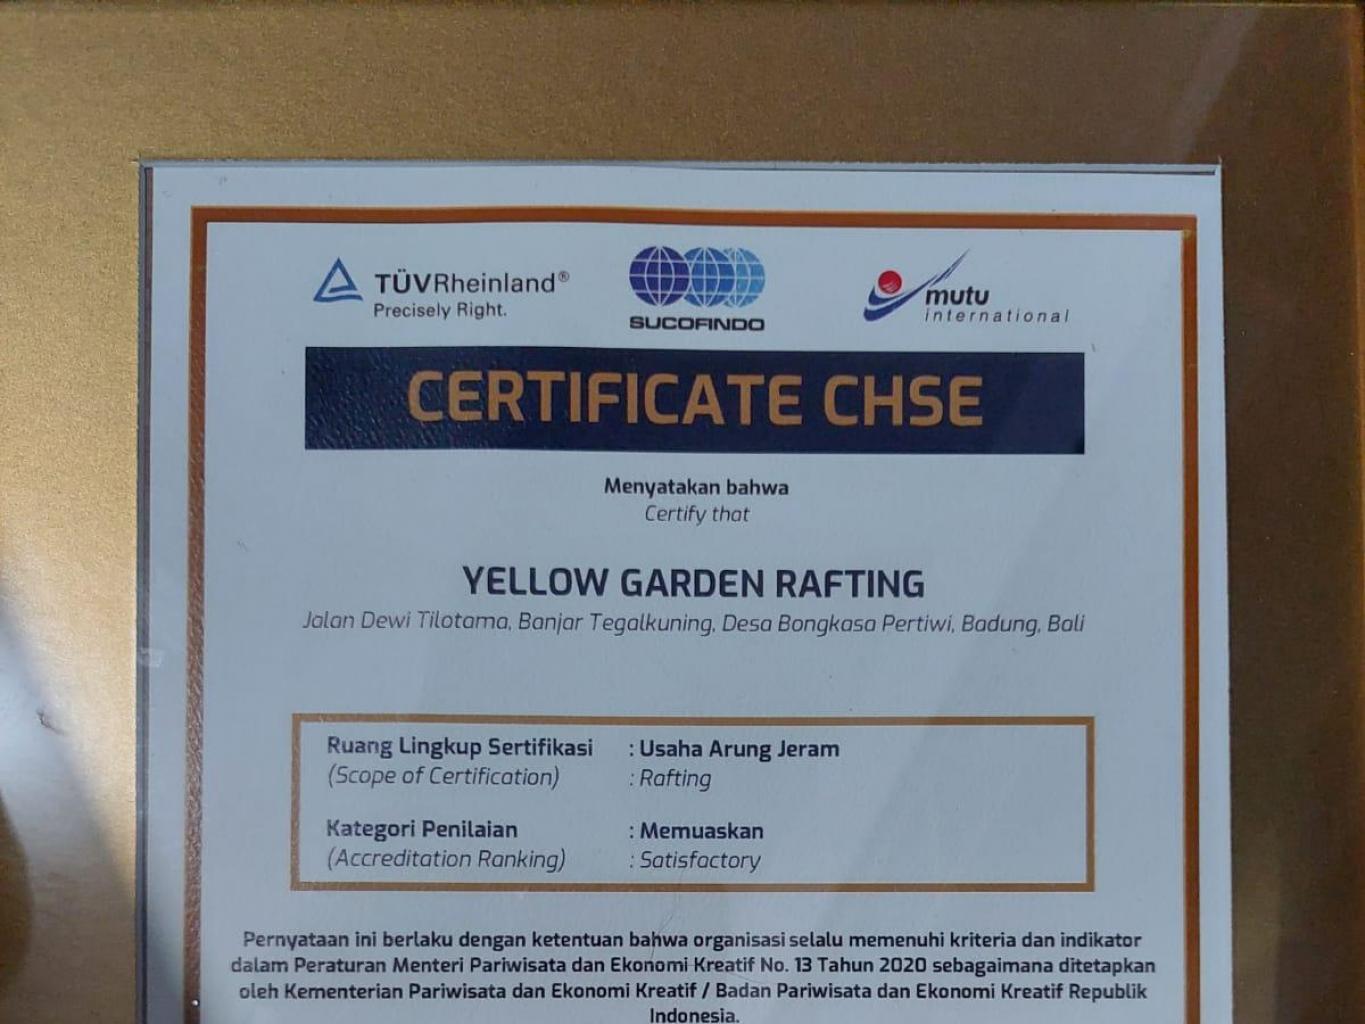 TÜVRheinland®
Precisely Right.
SUCOFINDO
mutu
international
CERTIFICATE CHSE
Menyatakan bahwa
Certify that
YELLOW GARDEN RAFTING
Jalan Dewi Tilotama, Banjar Tegalkuning, Desa Bongkasa Pertiwi, Badung, Bali
Ruang Lingkup Sertifikasi : Usaha Arung Jeram
(Scope of Certification) : Rafting
Kategori Penilaian : Memuaskan
(Accreditation Ranking) : Satisfactory
Pernyataan ini berlaku dengan ketentuan bahwa organisasi selalu memenuhi kriteria dan indikator
dalam Peraturan Menteri Pariwisata dan Ekonomi Kreatif No. 13 Tahun 2020 sebagaimana ditetapkan
oleh Kementerian Pariwisata dan Ekonomi Kreatif / Badan Pariwisata dan Ekonomi Kreatif Republik
Indonesia.